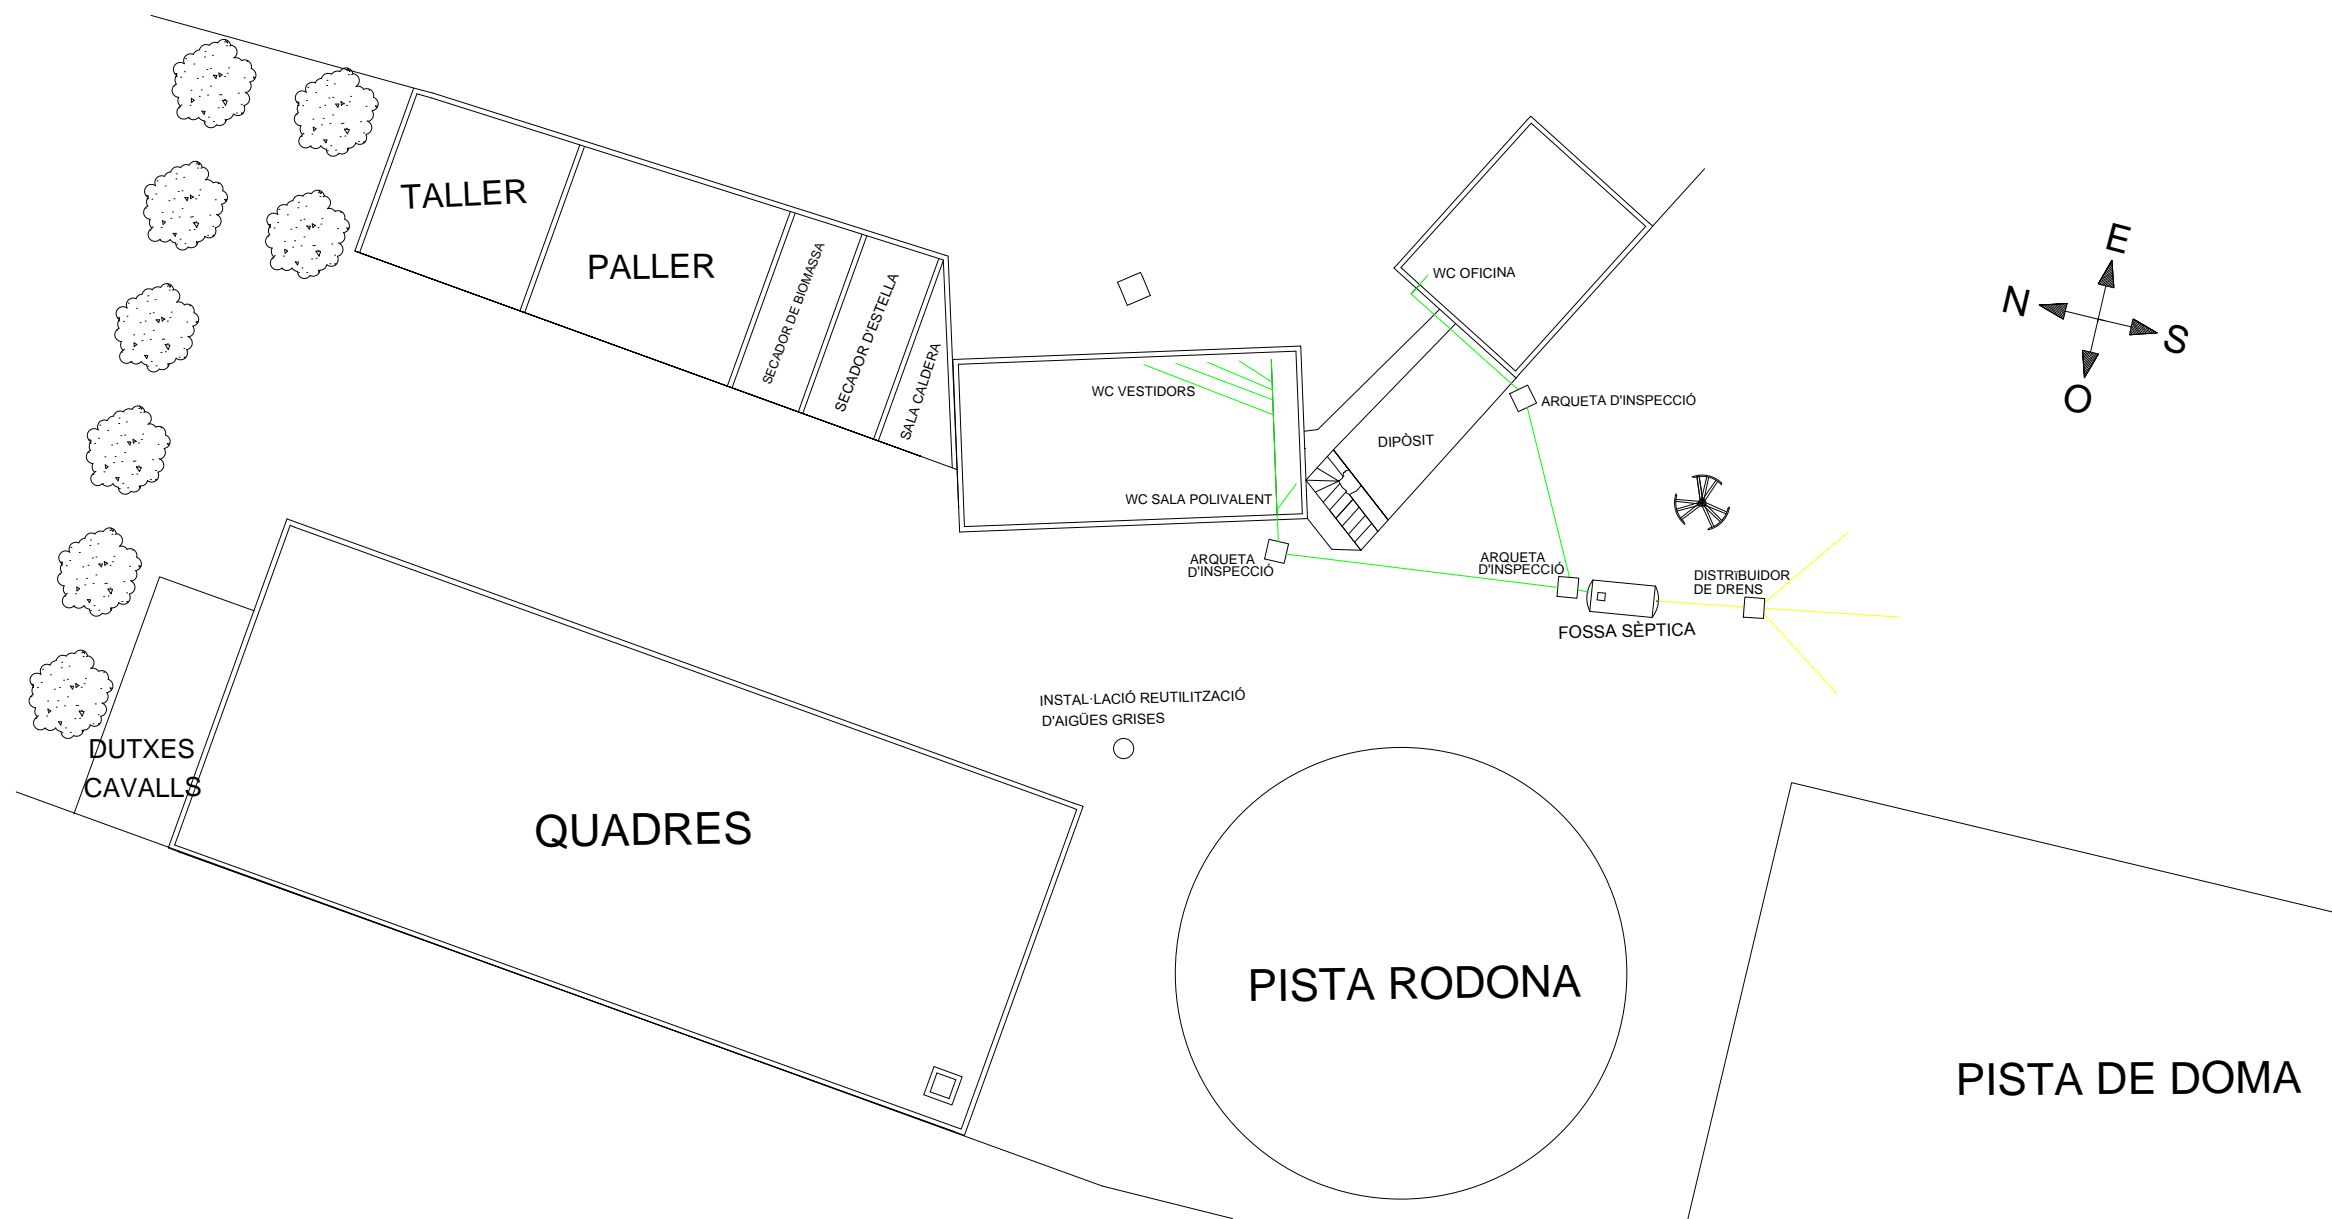 TALLER
PALLER
SECADOR DE BIOMASSA
SECADOR D'ESTELLA
SALA CALDERA
WC OFICINA
WC VESTIDORS
WC SALA POLIVALENT
DIPÒSIT
ARQUETA D'INSPECCIÓ
E
N
S
O
ARQUETA
D'INSPECCIÓ
ARQUETA
D'INSPECCIÓ
DISTRïBUIDOR
DE DRENS
FOSSA SÈPTICA
INSTAL·LACIÓ REUTILITZACIÓ
D'AIGÜES GRISES
DUTXES
CAVALLS
QUADRES
PISTA RODONA
PISTA DE DOMA